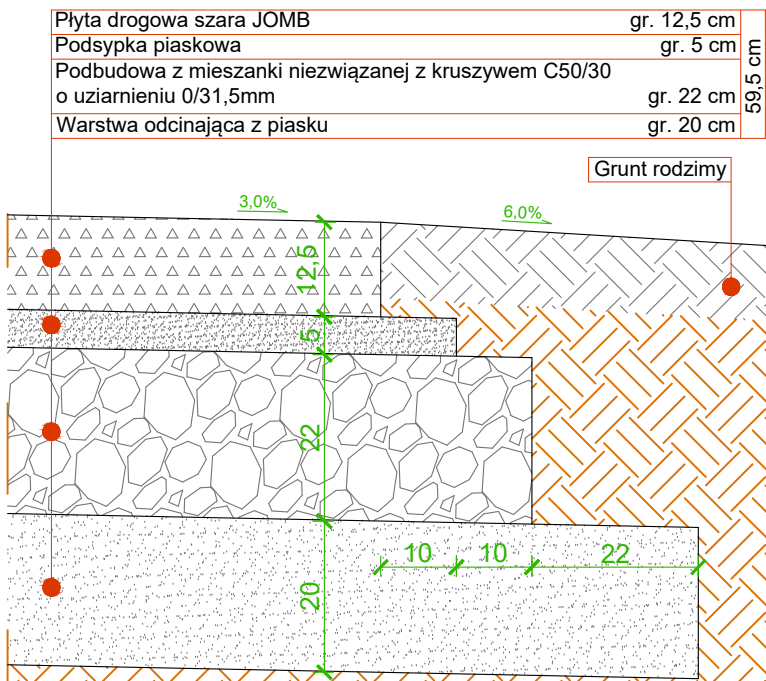 Płyta drogowa szara JOMB gr. 12,5 cm
Podsypka piaskowa gr. 5 cm
Podbudowa z mieszanki niezwiązanej z kruszywem C50/30
o uziarnieniu 0/31,5mm gr. 22 cm
Warstwa odcinająca z piasku gr. 20 cm
59,5 cm
Grunt rodzimy
3,0%
6,0%
12,5
5
22
10 10 22
20